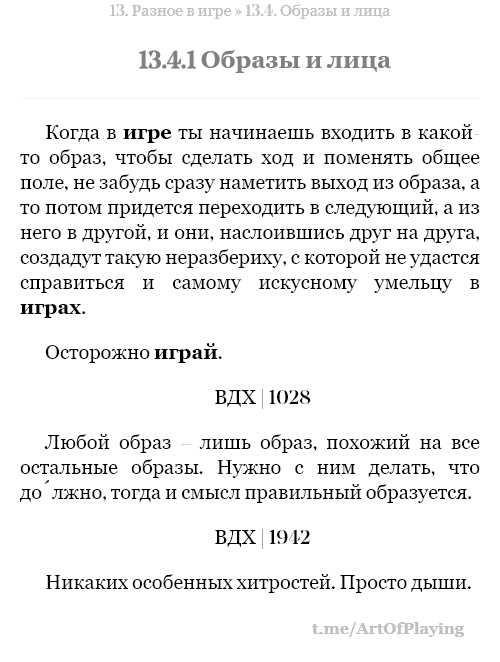 13. Разное в игре » 13.4. Образы и лица
13.4.1 Образы и лица
Когда в игре ты начинаешь входить в какой-
то образ, чтобы сделать ход и поменять общее
поле, не забудь сразу наметить выход из образа, а
то потом придется переходить в следующий, а из
него в другой, и они, наслоившись друг на друга,
создадут такую неразбериху, с которой не удастся
справиться и самому искусному умельцу в
играх.
Осторожно играй.
ВДХ | 1028
Любой образ – лишь образ, похожий на все
остальные образы. Нужно с ним делать, что
до´лжно, тогда и смысл правильный образуется.
ВДХ | 1942
Никаких особенных хитростей. Просто дыши.
t.me/ArtOfPlaying